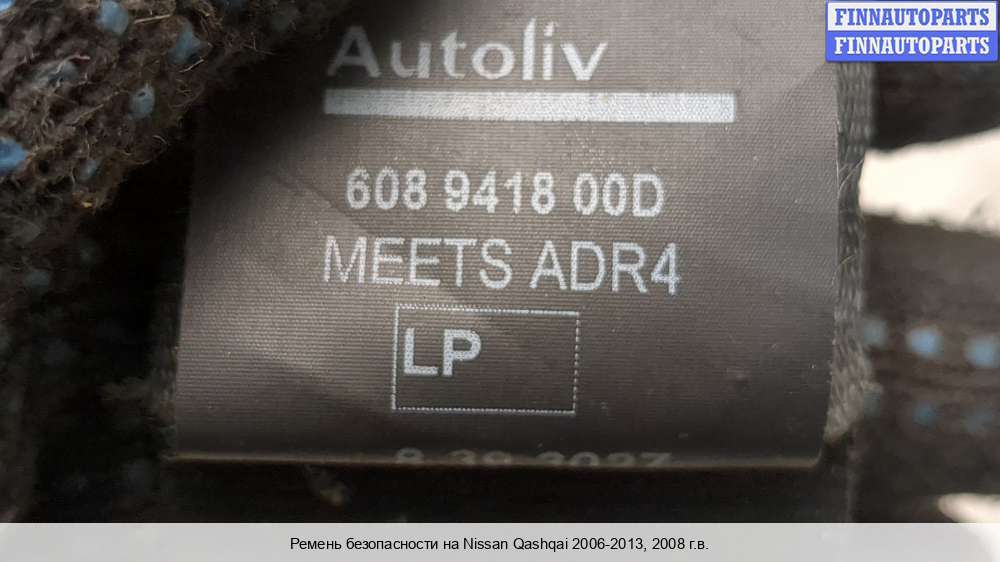 FINNAUTOPARTS
FINNAUTOPARTS
Autoliv
608 9418 00D
MEETS ADR4
LP
Ремень безопасности на Nissan Qashqai 2006-2013, 2008 г.в.